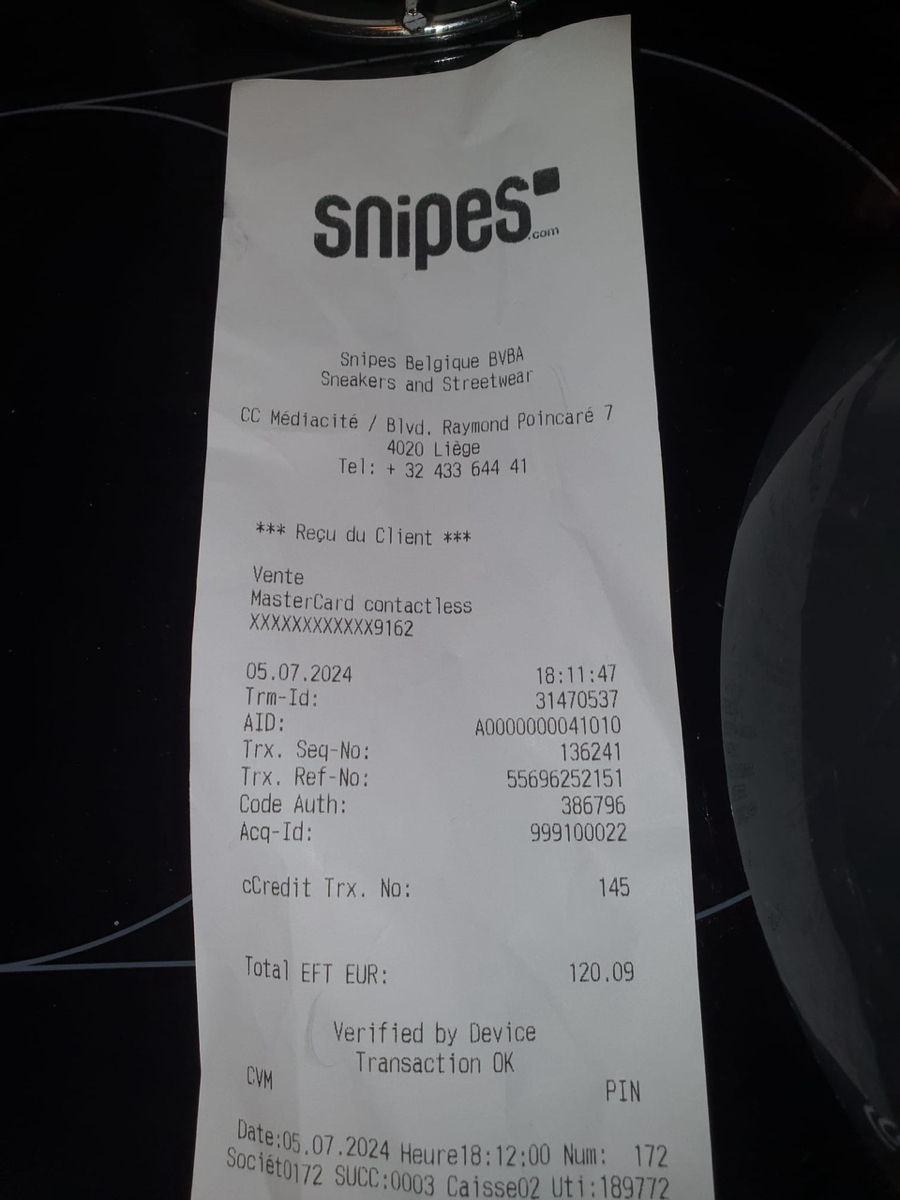 snipes
.com
Snipes Belgique BVBA
Sneakers and Streetwear
CC Médiacité / Blvd. Raymond Poincaré 7
4020 Liège
Tel: + 32 433 644 41
*** Reçu du Client ***
Vente
MasterCard contactless
XXXXXXXXXXXX9162
05.07.2024 18:11:47
Trm-Id: 31470537
AID: A0000000041010
Trx. Seq-No: 136241
Trx. Ref-No: 55696252151
Code Auth: 386796
Acq-Id: 999100022
cCredit Trx. No: 145
Total EFT EUR: 120.09
Verified by Device
Transaction OK
CVM PIN
Date:05.07.2024 Heure18:12:00 Num: 172
Sociét0172 SUCC:0003 Caisse02 Uti:189772